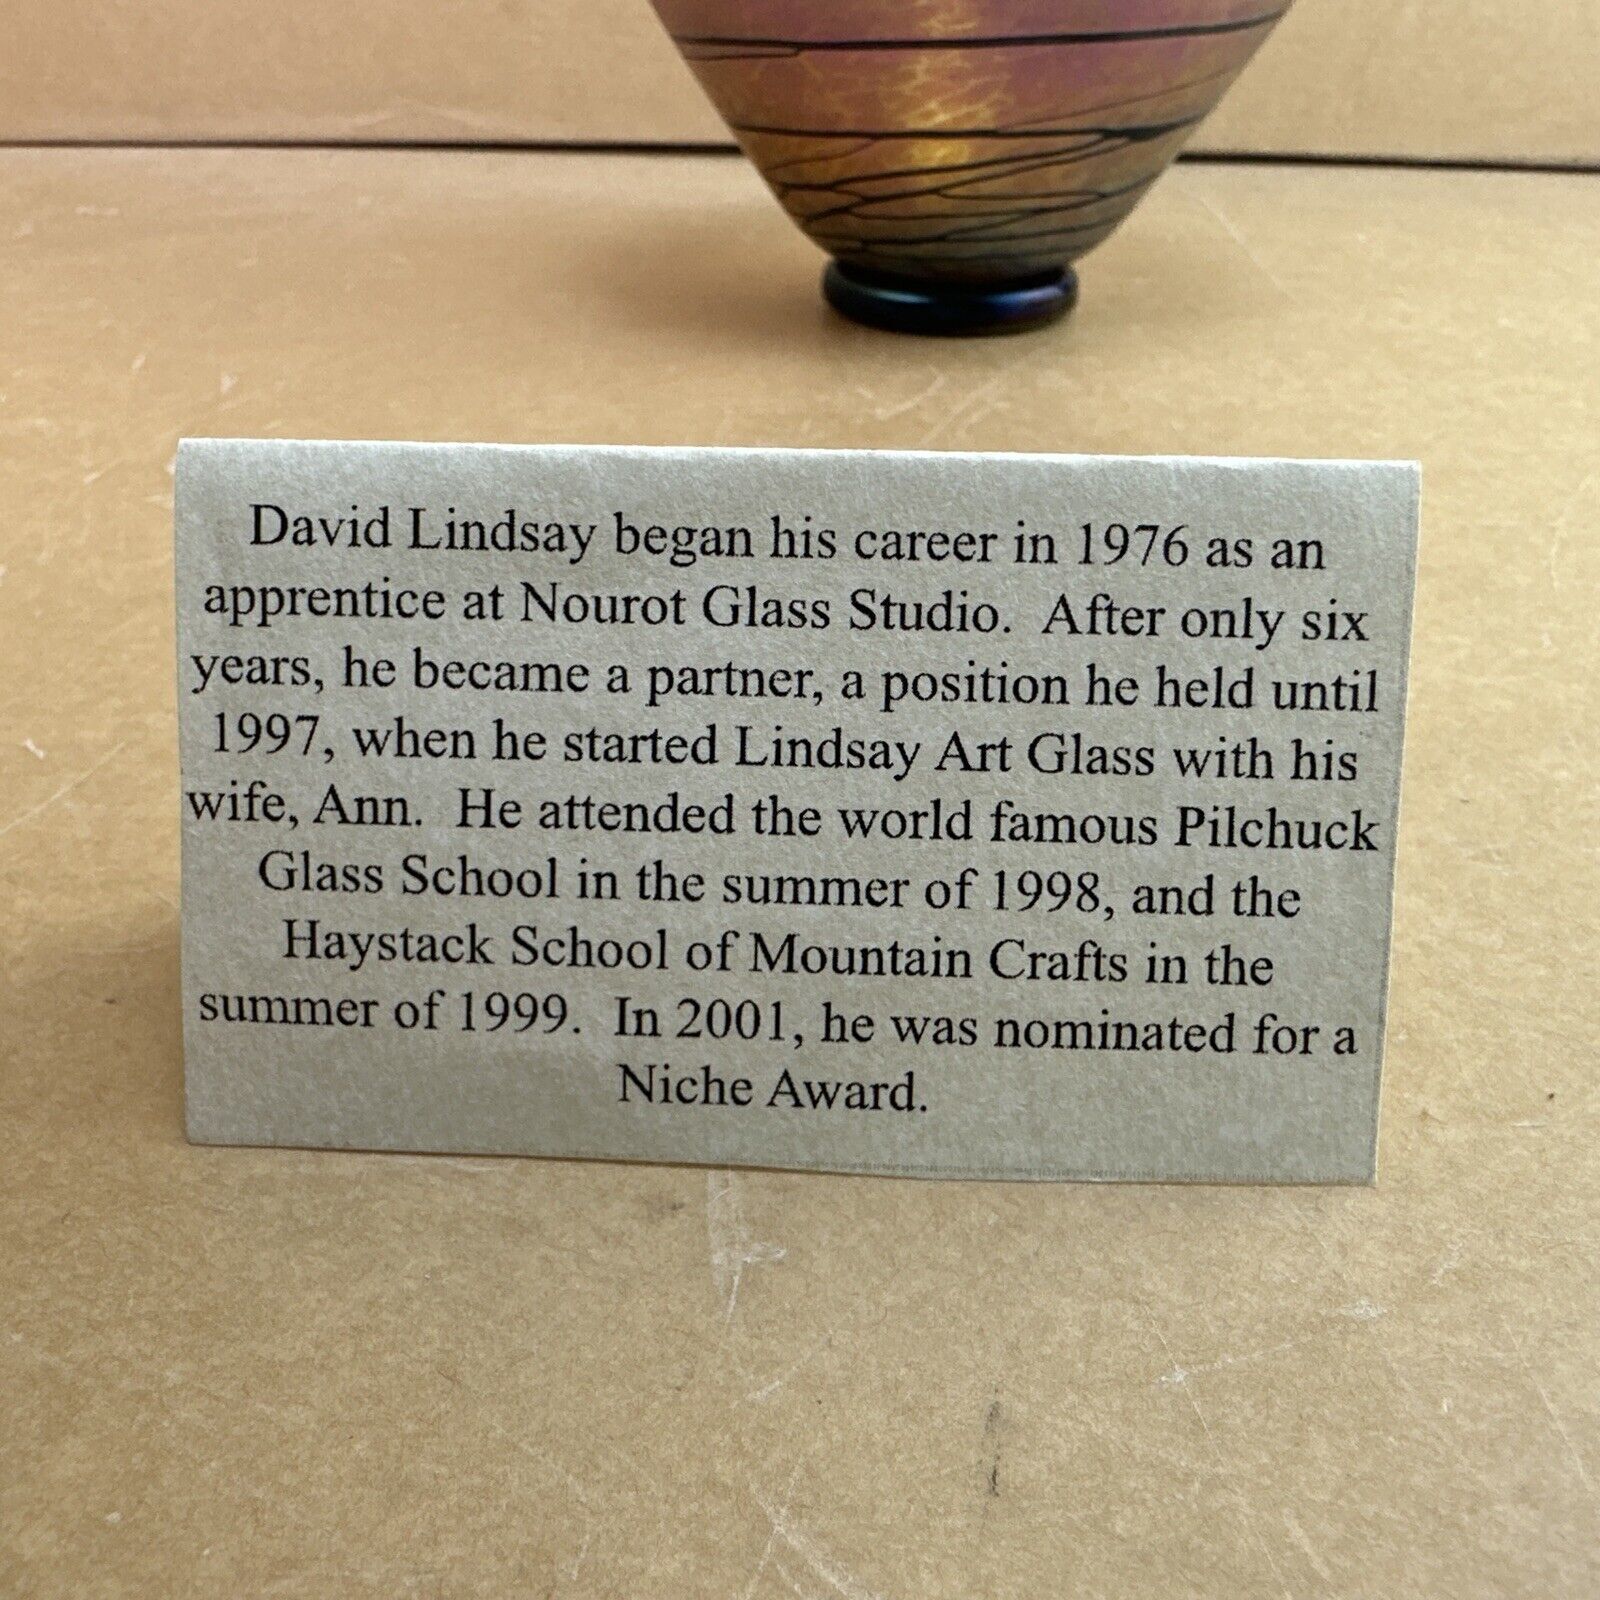 David Lindsay began his career in 1976 as an
apprentice at Nourot Glass Studio.  After only six
years, he became a partner, a position he held until
1997, when he started Lindsay Art Glass with his
wife, Ann.  He attended the world famous Pilchuck
Glass School in the summer of 1998, and the
Haystack School of Mountain Crafts in the
summer of 1999.  In 2001, he was nominated for a
Niche Award.